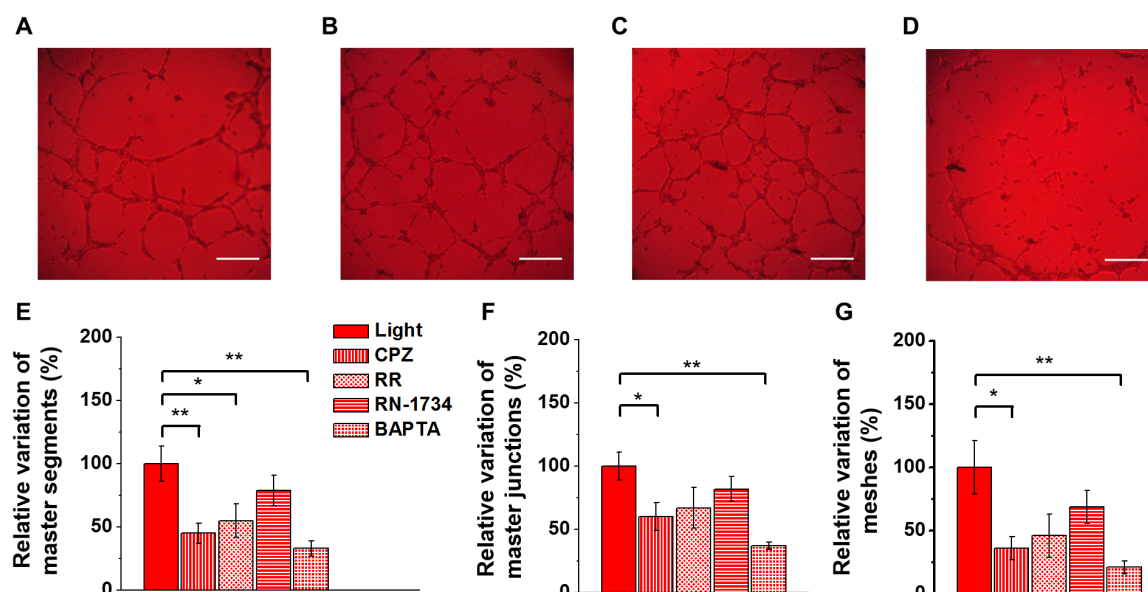 A
B
C
D
E
Relative variation of
master segments (%)
200
150
100
50
0
**
*
**
Light
CPZ
RR
RN-1734
BAPTA
F
Relative variation of
master junctions (%)
200
150
100
50
0
**
*
G
Relative variation of
meshes (%)
200
150
100
50
0
**
*